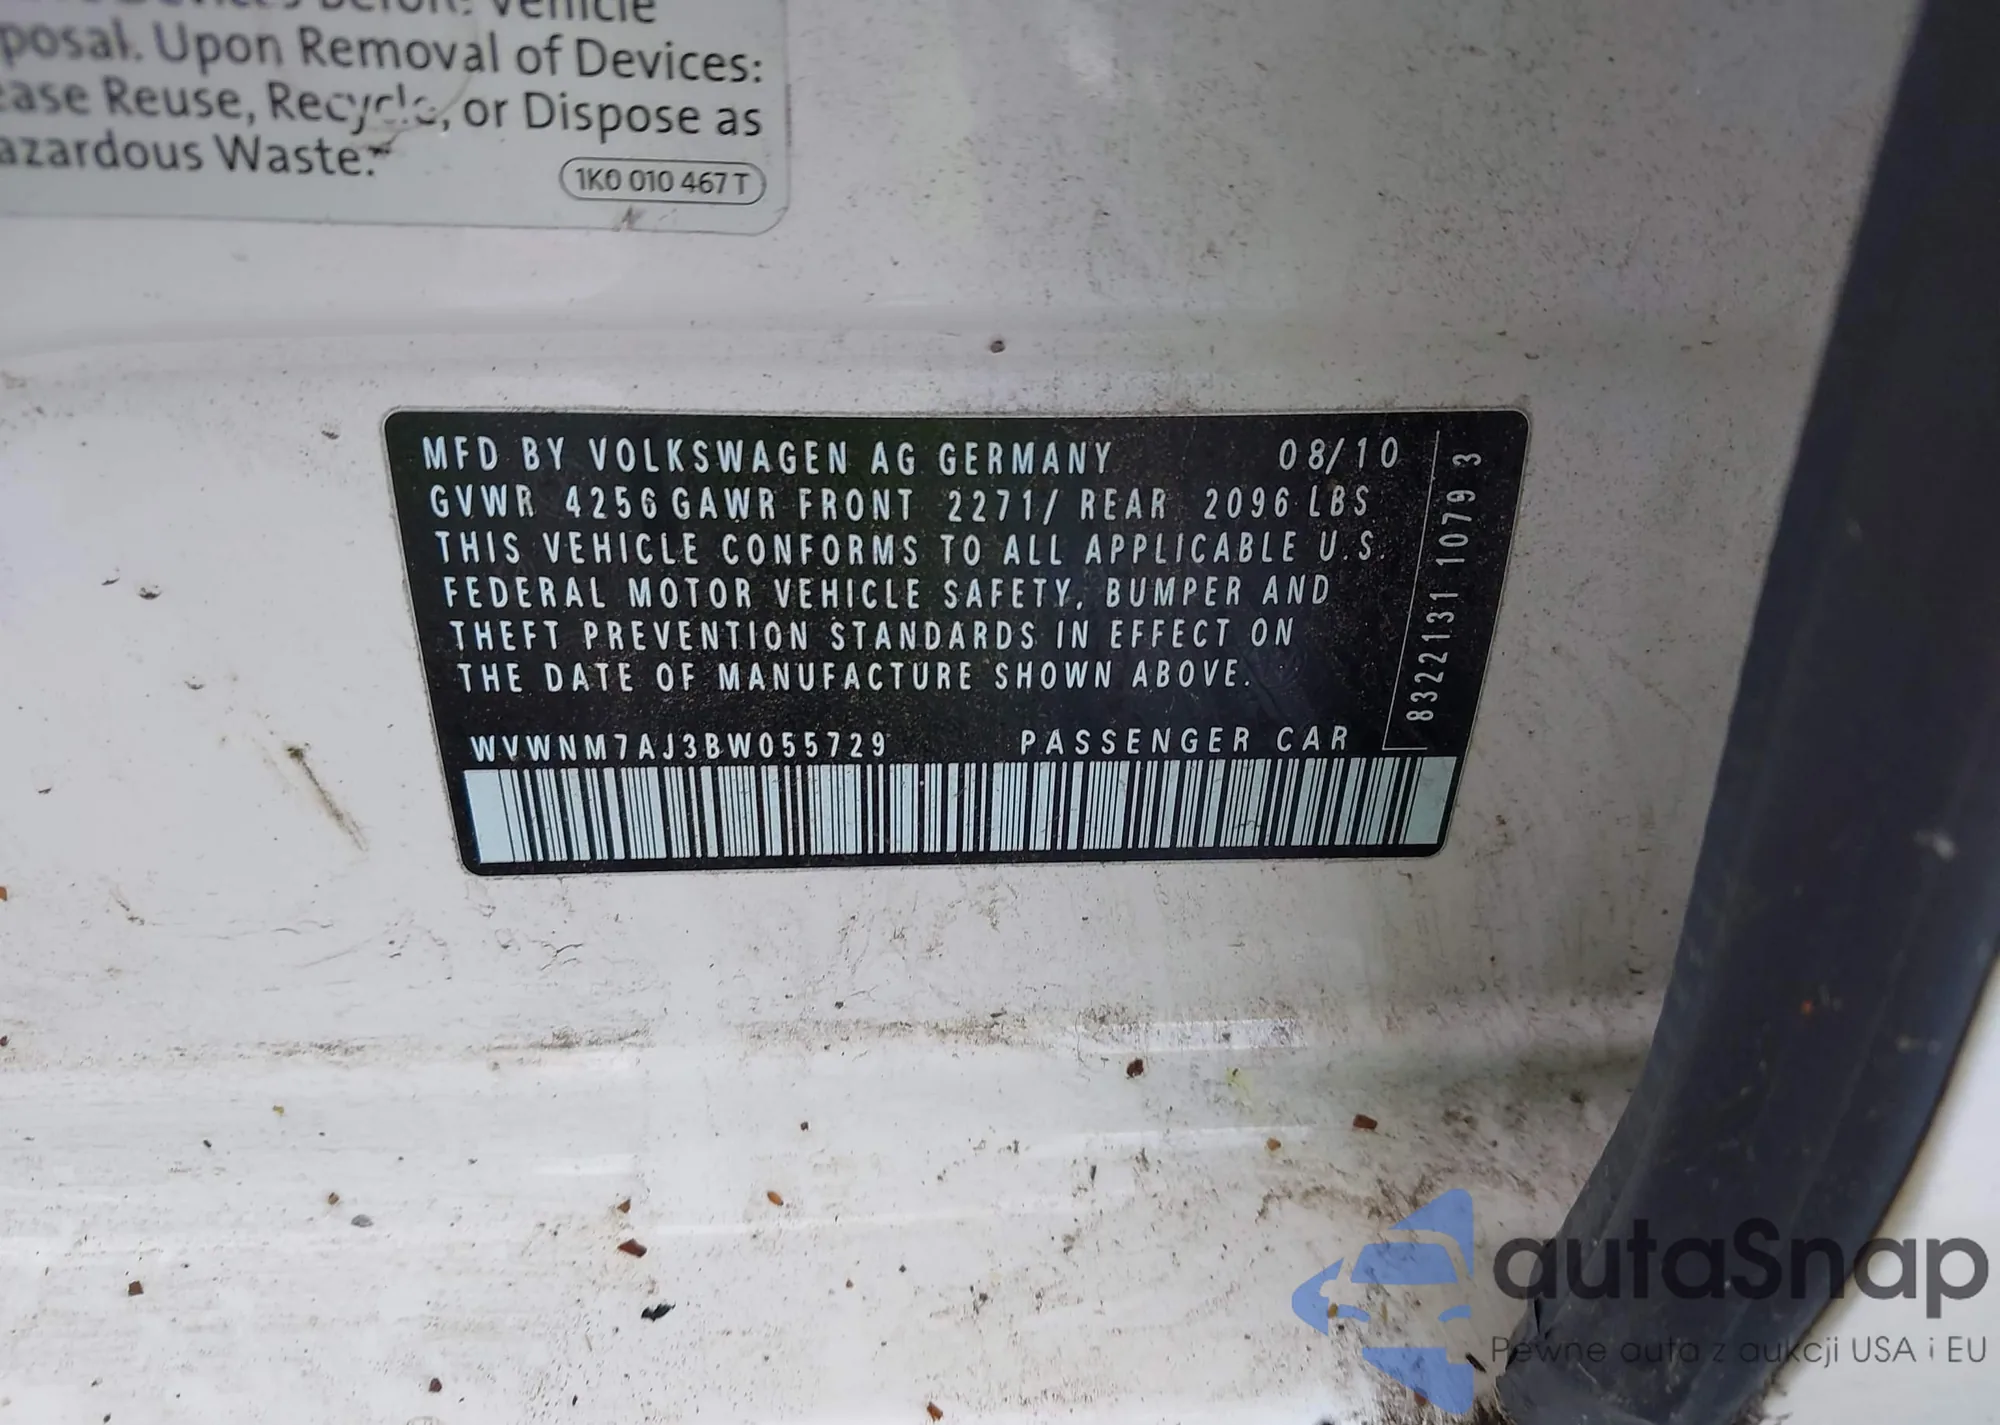 Vehicle
posal. Upon Removal of Devices:
ease Reuse, Recycle, or Dispose as
azardous Waste."
1K0 010 467 T
MFD BY VOLKSWAGEN AG GERMANY 08/10
GVWR 4256 GAWR FRONT 2271/ REAR 2096 LBS
THIS VEHICLE CONFORMS TO ALL APPLICABLE U.S.
FEDERAL MOTOR VEHICLE SAFETY, BUMPER AND
THEFT PREVENTION STANDARDS IN EFFECT ON
THE DATE OF MANUFACTURE SHOWN ABOVE.
WVWNM7AJ3BW055729 PASSENGER CAR
8322131 1079 3
autaSnap
Pewne auta z aukcji USA i EU